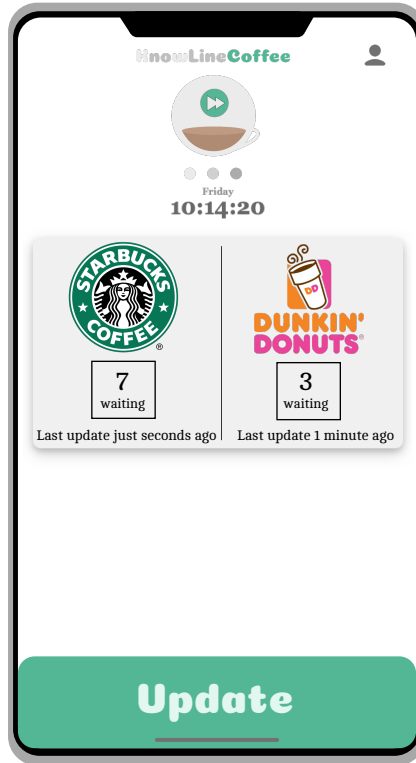 KnowLineCoffee
Friday
10:14:20
STARBUCKS
COFFEE
®
DD
DUNKIN'
DONUTS®
7
waiting
3
waiting
Last update just seconds ago
Last update 1 minute ago
Update